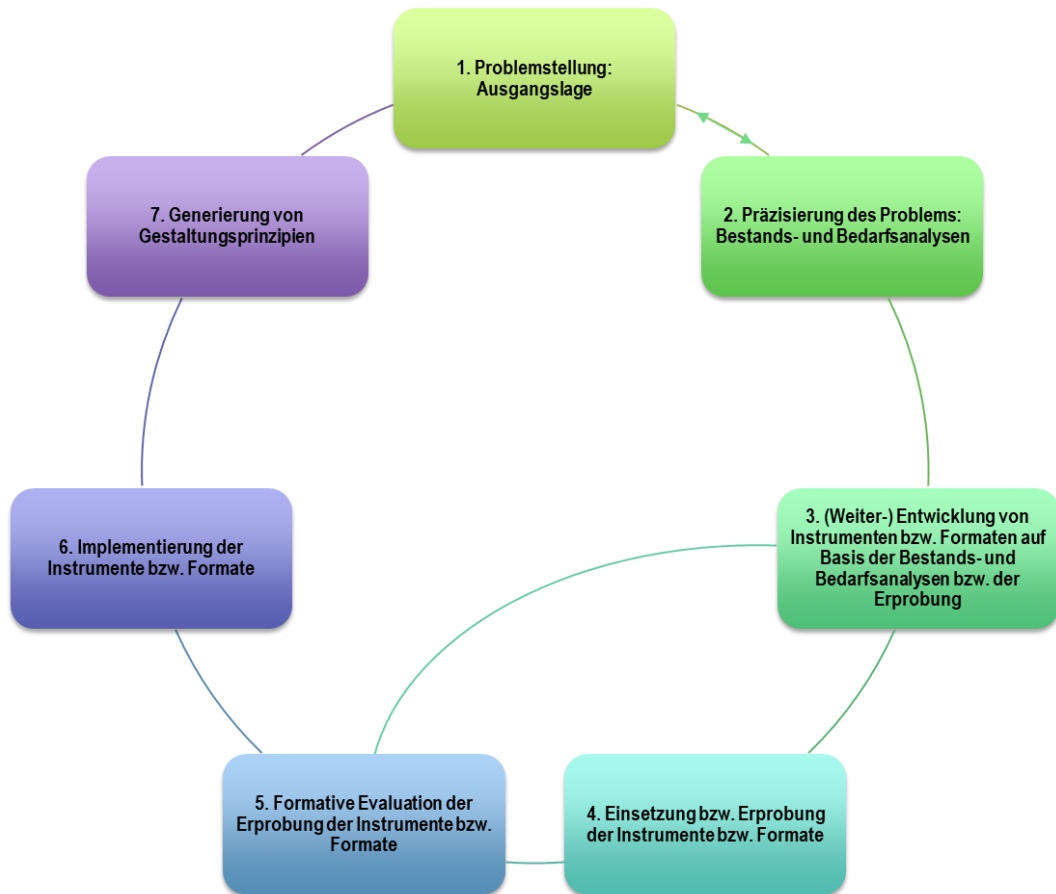 1. Problemstellung:
Ausgangslage
2. Präzisierung des Problems:
Bestands- und Bedarfsanalysen
3. (Weiter-) Entwicklung von
Instrumenten bzw. Formaten auf
Basis der Bestands- und
Bedarfsanalysen bzw. der
Erprobung
4. Einsetzung bzw. Erprobung
der Instrumente bzw. Formate
5. Formative Evaluation der
Erprobung der Instrumente bzw.
Formate
6. Implementierung der
Instrumente bzw. Formate
7. Generierung von
Gestaltungsprinzipien